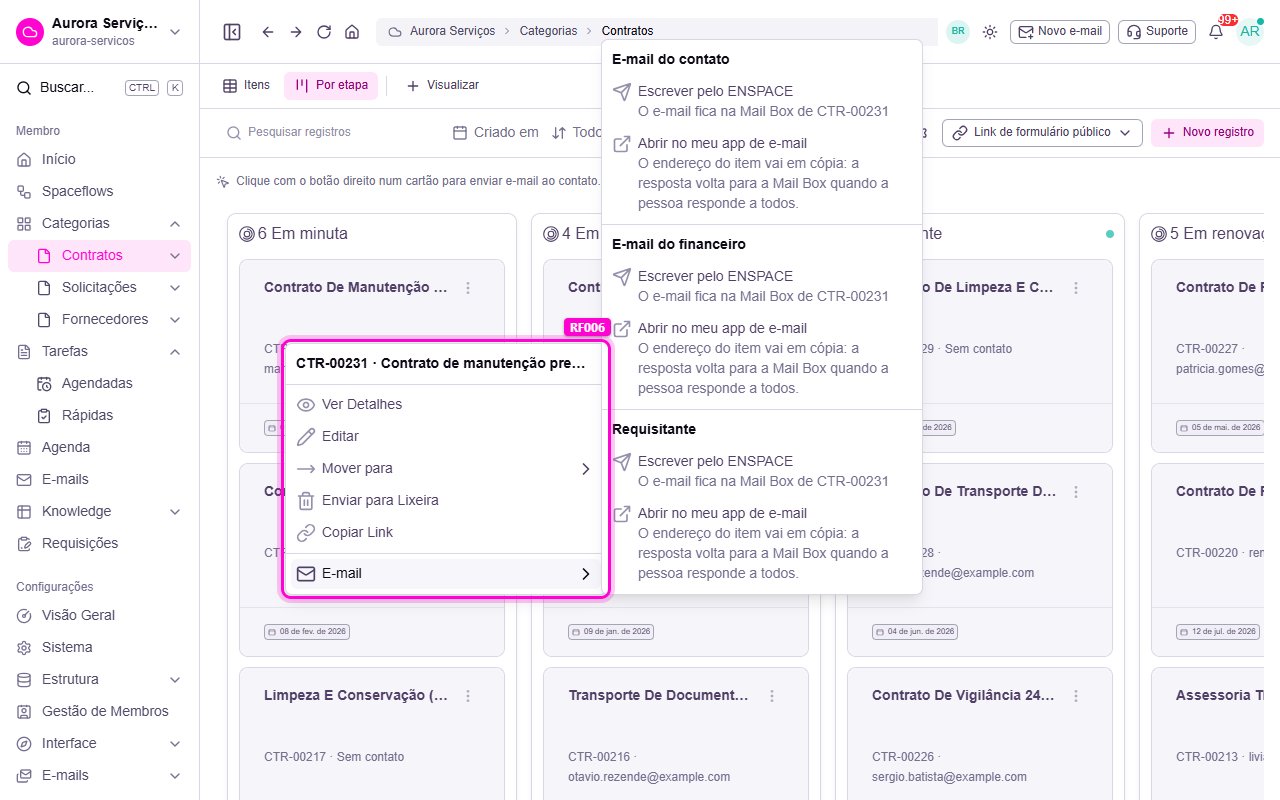 Aurora Serviç...
aurora-servicos
Aurora Serviços
Categorias
Contratos
BR
Novo e-mail
Suporte
99+
AR
Buscar...
CTRL
K
Membro
Início
Spaceflows
Categorias
Contratos
Solicitações
Fornecedores
Tarefas
Agendadas
Rápidas
Agenda
E-mails
Knowledge
Requisições
Configurações
Visão Geral
Sistema
Estrutura
Gestão de Membros
Interface
E-mails
Itens
Por etapa
Visualizar
Pesquisar registros
Criado em
Link de formulário público
Novo registro
Clique com o botão direito num cartão para enviar e-mail ao contato.
6 Em minuta
Contrato De Manutenção ...
08 de fev. de 2026
Limpeza E Conservação (...
CTR-00217 · Sem contato
4 Em
09 de jan. de 2026
Transporte De Document...
CTR-00216 ·
otavio.rezende@example.com
De Limpeza E C...
29 · Sem contato
de 2026
De Transporte D...
28 ·
ende@example.com
04 de jun. de 2026
Contrato De Vigilância 24...
CTR-00226 ·
sergio.batista@example.com
5 Em renovaç
Contrato De
CTR-00227 ·
patricia.gomes@
05 de mai. de 2026
Contrato De
CTR-00220 ·
12 de jul. de 2026
Assessoria
CTR-00213 ·
RF006
CTR-00231 · Contrato de manutenção pre...
Ver Detalhes
Editar
Mover para
Enviar para Lixeira
Copiar Link
E-mail
E-mail do contato
Escrever pelo ENSPACE
O e-mail fica na Mail Box de CTR-00231
Abrir no meu app de e-mail
O endereço do item vai em cópia: a
resposta volta para a Mail Box quando a
pessoa responde a todos.
E-mail do financeiro
Escrever pelo ENSPACE
O e-mail fica na Mail Box de CTR-00231
Abrir no meu app de e-mail
O endereço do item vai em cópia: a
resposta volta para a Mail Box quando a
pessoa responde a todos.
Requisitante
Escrever pelo ENSPACE
O e-mail fica na Mail Box de CTR-00231
Abrir no meu app de e-mail
O endereço do item vai em cópia: a
resposta volta para a Mail Box quando a
pessoa responde a todos.